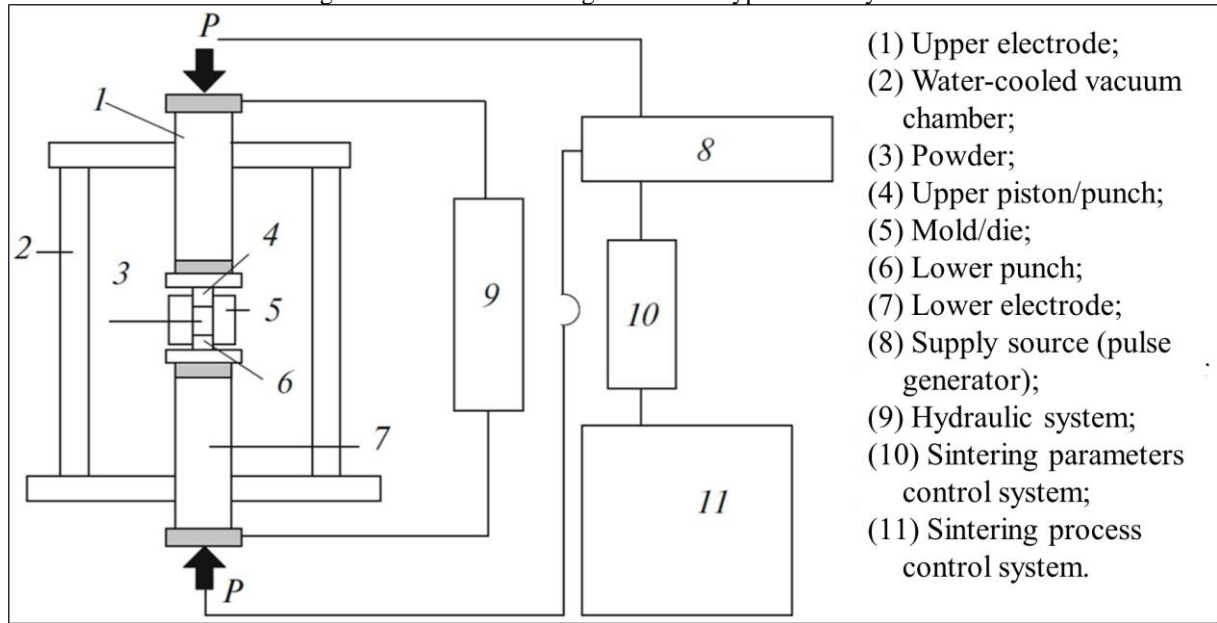 P
1
2
3
4
5
6
7
P
8
9
10
11
(1) Upper electrode;
(2) Water-cooled vacuum
chamber;
(3) Powder;
(4) Upper piston/punch;
(5) Mold/die;
(6) Lower punch;
(7) Lower electrode;
(8) Supply source (pulse
generator);
(9) Hydraulic system;
(10) Sintering parameters
control system;
(11) Sintering process
control system.